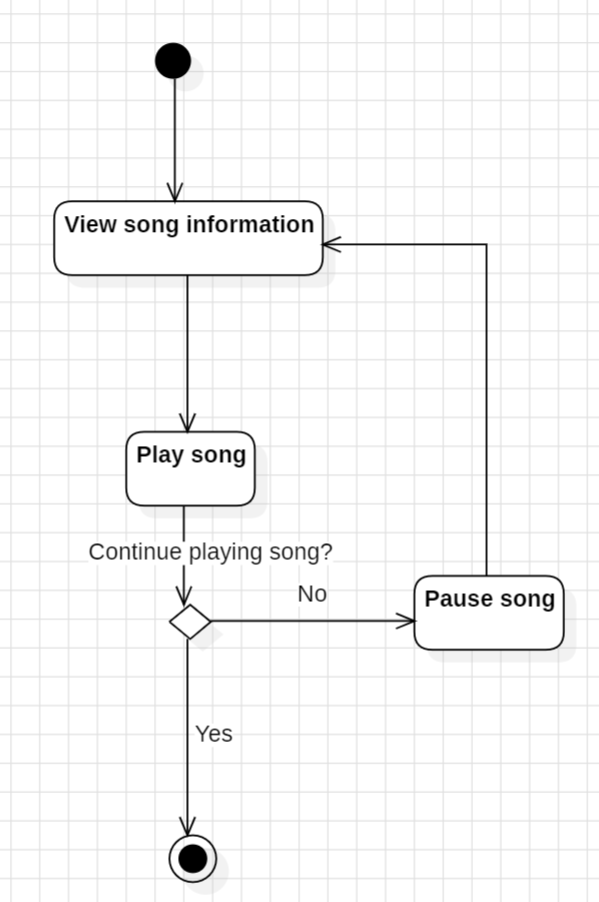 View song information
Play song
Continue playing song?
No
Pause song
Yes